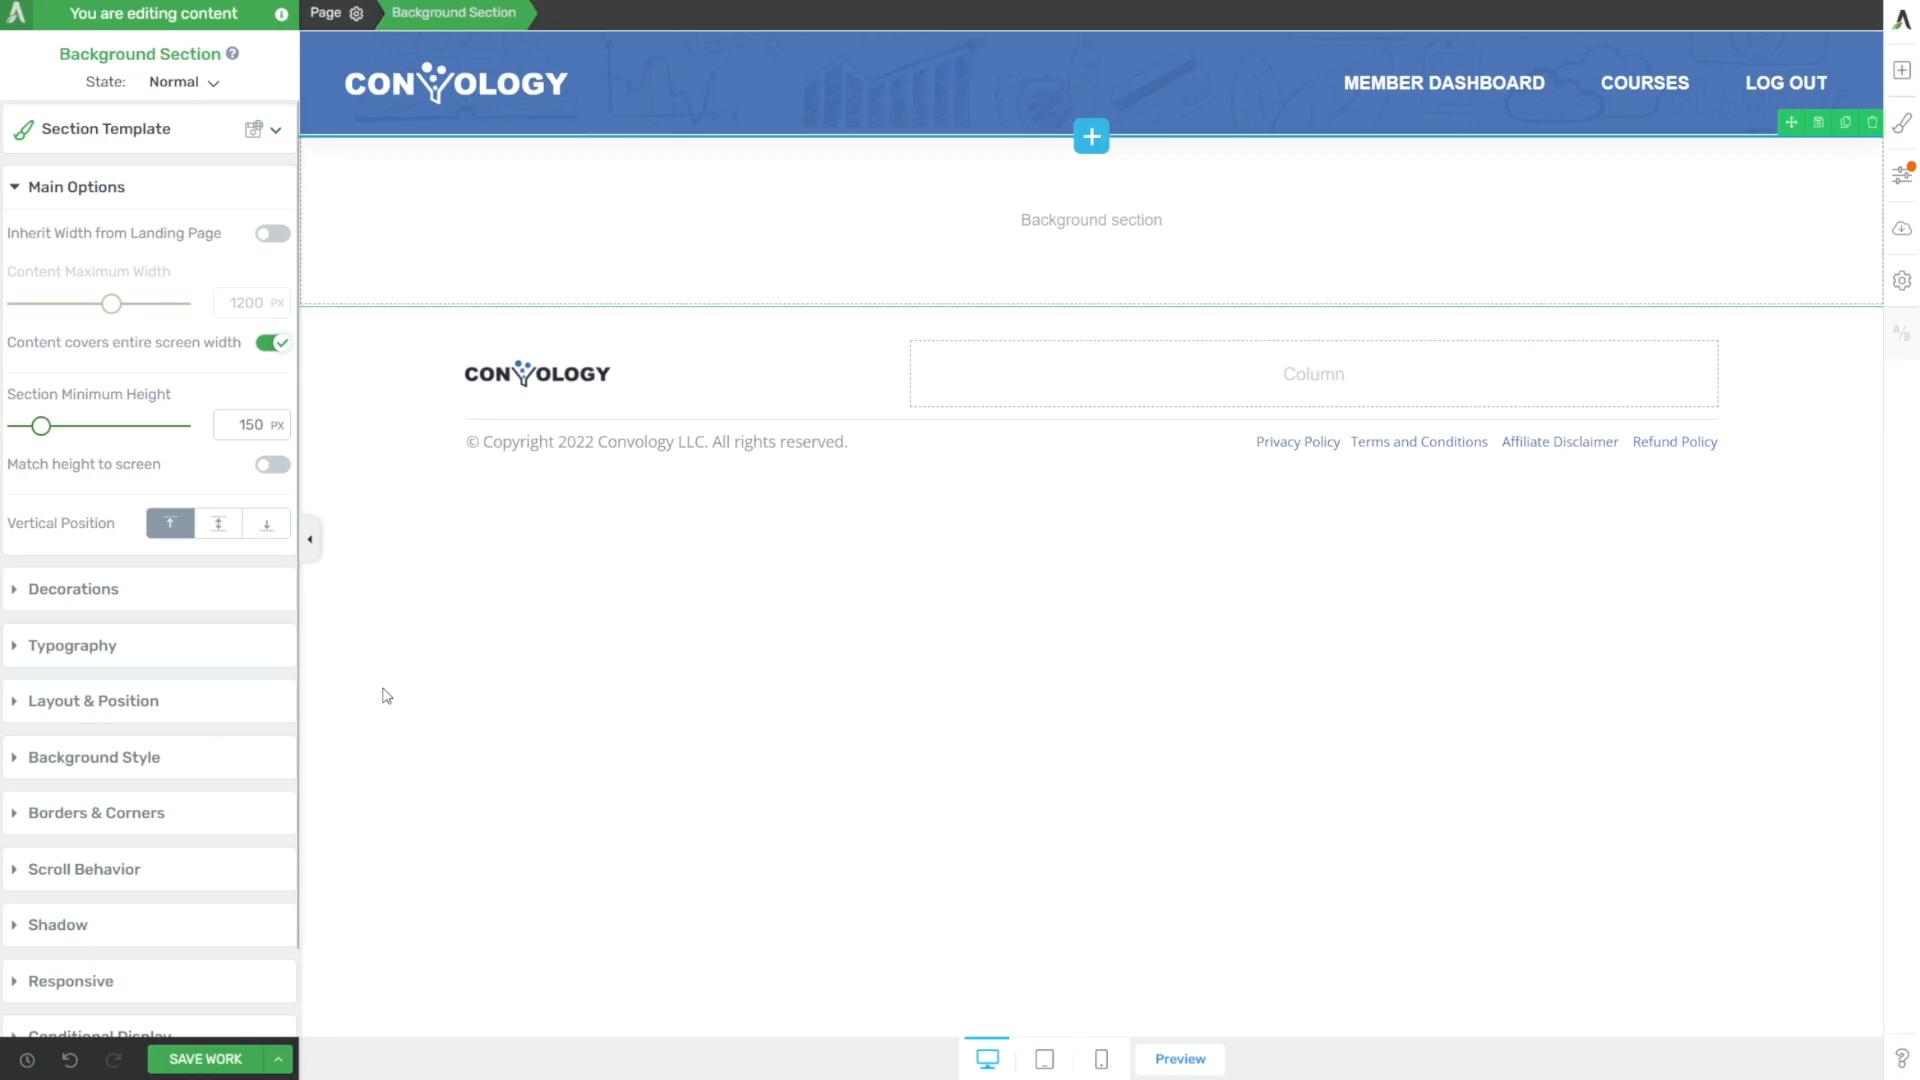 You are editing content
Page
Background Section
Background Section
State: Normal
Section Template
Main Options
Inherit Width from Landing Page
Content Maximum Width
1200 PX
Content covers entire screen width
Section Minimum Height
150 PX
Match height to screen
Vertical Position
Decorations
Typography
Layout & Position
Background Style
Borders & Corners
Scroll Behavior
Shadow
Responsive
Conditional Display
SAVE WORK
CONVOLOGY
MEMBER DASHBOARD
COURSES
LOG OUT
Background section
CONVOLOGY
Column
© Copyright 2022 Convology LLC. All rights reserved.
Privacy Policy Terms and Conditions Affiliate Disclaimer Refund Policy
Preview
A/B